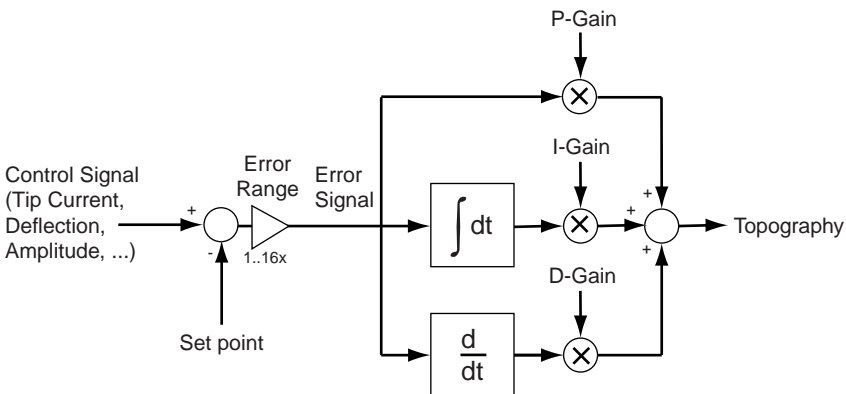 P-Gain
I-Gain
Control Signal
(Tip Current,
Deflection,
Amplitude, ...)
+
-
Error
Range
1..16x
Error
Signal
∫ dt
+
+
+
Topography
D-Gain
Set point
d
dt